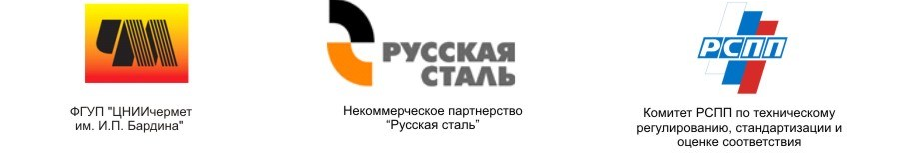 РУССКАЯ
СТАЛЬ
РСПП
ФГУП "ЦНИИчермет
им. И.П. Бардина"
Некоммерческое партнерство
“Русская сталь”
Комитет РСПП по техническому
регулированию, стандартизации и
оценке соответствия